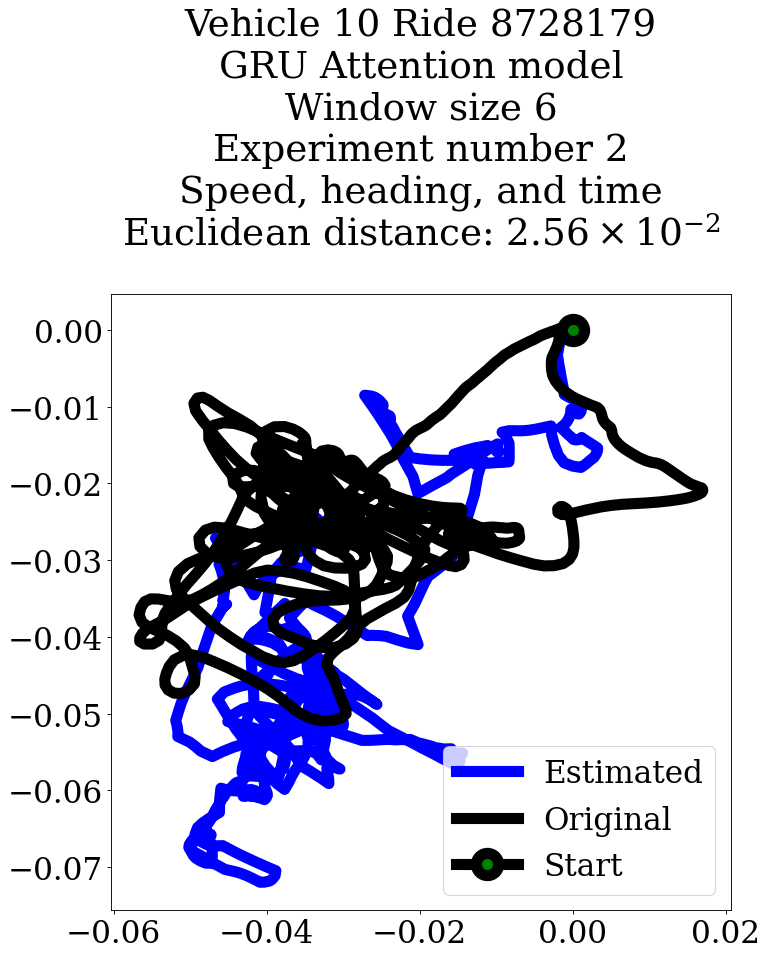 Vehicle 10 Ride 8728179
GRU Attention model
Window size 6
Experiment number 2
Speed, heading, and time
Euclidean distance: 2.56 × 10⁻²
0.00
−0.01
−0.02
−0.03
−0.04
−0.05
−0.06
−0.07
Estimated
Original
Start
−0.06 −0.04 −0.02 0.00 0.02